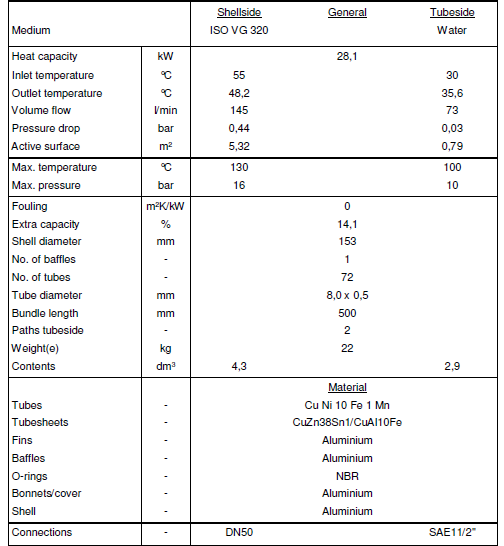 Shellside General Tubeside
Medium ISO VG 320 Water
Heat capacity kW 28,1
Inlet temperature ºC 55 30
Outlet temperature ºC 48,2 35,6
Volume flow l/min 145 73
Pressure drop bar 0,44 0,03
Active surface m² 5,32 0,79
Max. temperature ºC 130 100
Max. pressure bar 16 10
Fouling m²K/kW 0
Extra capacity % 14,1
Shell diameter mm 153
No. of baffles - 1
No. of tubes - 72
Tube diameter mm 8,0 x 0,5
Bundle length mm 500
Paths tubeside - 2
Weight(e) kg 22
Contents dm³ 4,3 2,9
Material
Tubes - Cu Ni 10 Fe 1 Mn
Tubesheets - CuZn38Sn1/CuAl10Fe
Fins - Aluminium
Baffles - Aluminium
O-rings - NBR
Bonnets/cover - Aluminium
Shell - Aluminium
Connections - DN50 SAE11/2"